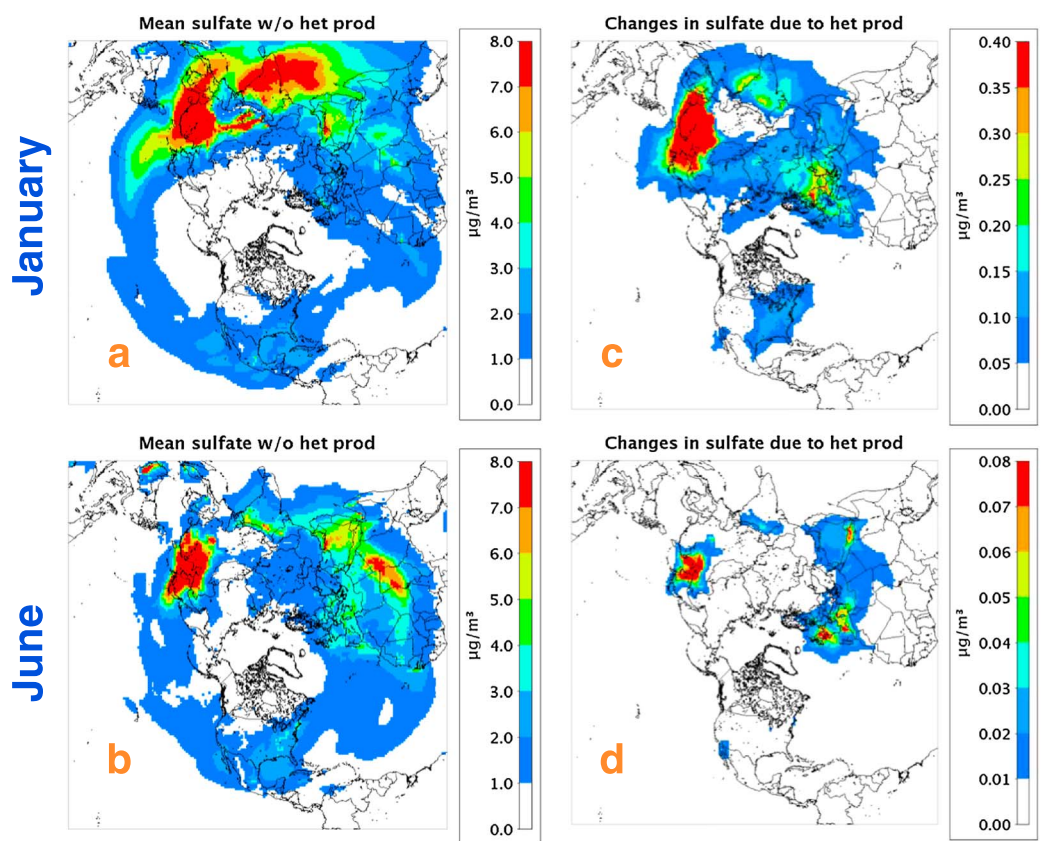 Mean sulfate w/o het prod
Changes in sulfate due to het prod
January
a
8.0
7.0
6.0
5.0
4.0
3.0
2.0
1.0
0.0
µg/m³
c
0.40
0.35
0.30
0.25
0.20
0.15
0.10
0.05
0.00
µg/m³
Mean sulfate w/o het prod
Changes in sulfate due to het prod
June
b
8.0
7.0
6.0
5.0
4.0
3.0
2.0
1.0
0.0
µg/m³
d
0.08
0.07
0.06
0.05
0.04
0.03
0.02
0.01
0.00
µg/m³